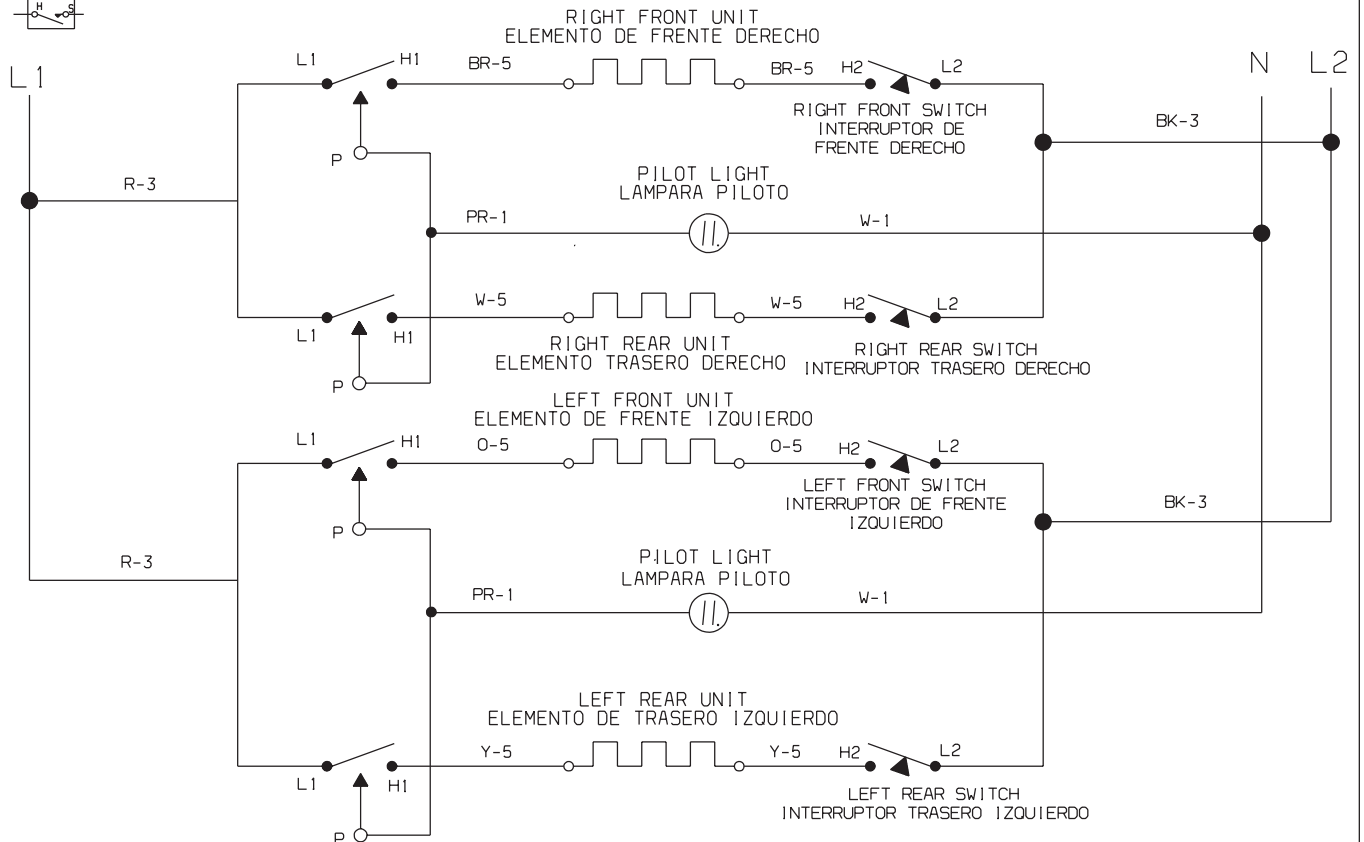 H S
RIGHT FRONT UNIT
ELEMENTO DE FRENTE DERECHO
L1 N L2
L1 H1 BR-5 BR-5 H2 L2
RIGHT FRONT SWITCH
INTERRUPTOR DE
FRENTE DERECHO
BK-3
P
PILOT LIGHT
LAMPARA PILOTO
R-3
PR-1 W-1
W-5 W-5 H2 L2
L1 H1
RIGHT REAR UNIT
ELEMENTO TRASERO DERECHO
RIGHT REAR SWITCH
INTERRUPTOR TRASERO DERECHO
P
LEFT FRONT UNIT
ELEMENTO DE FRENTE IZQUIERDO
L1 H1 O-5 O-5 H2 L2
LEFT FRONT SWITCH
INTERRUPTOR DE FRENTE
IZQUIERDO
BK-3
P
PILOT LIGHT
LAMPARA PILOTO
R-3
PR-1 W-1
LEFT REAR UNIT
ELEMENTO DE TRASERO IZQUIERDO
Y-5 Y-5 H2 L2
L1 H1
LEFT REAR SWITCH
INTERRUPTOR TRASERO IZQUIERDO
P